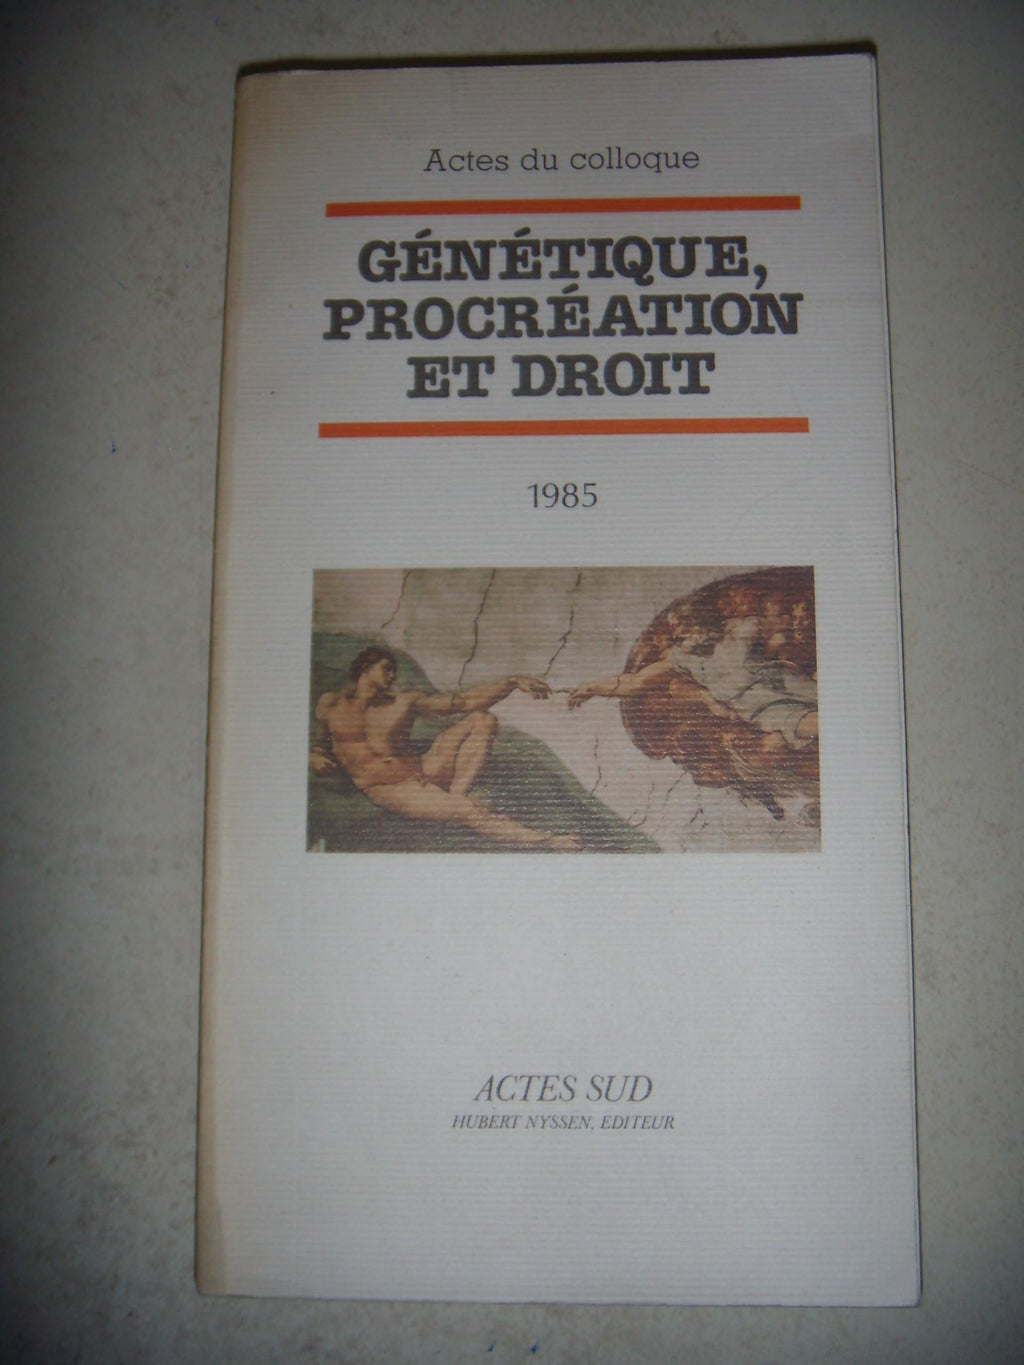 Actes du colloque
GÉNÉTIQUE,
PROCRÉATION
ET DROIT
1985
ACTES SUD
HUBERT NYSSEN, EDITEUR